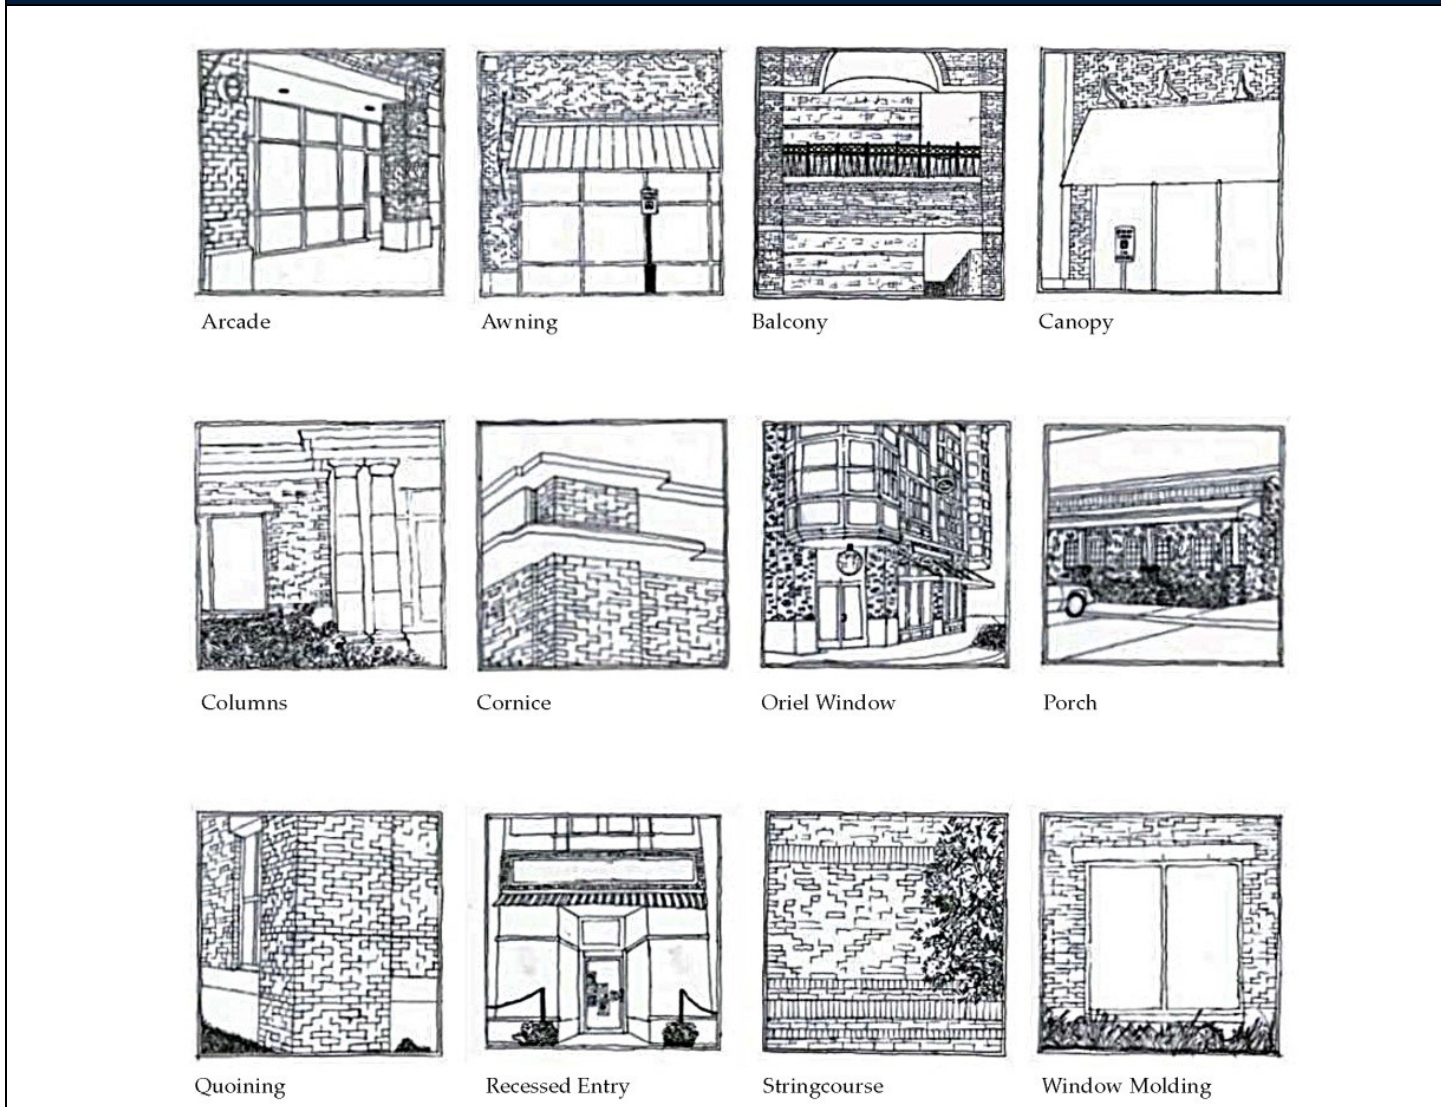 Arcade
Awning
Balcony
Canopy
Columns
Cornice
Oriel Window
Porch
Quoining
Recessed Entry
Stringcourse
Window Molding